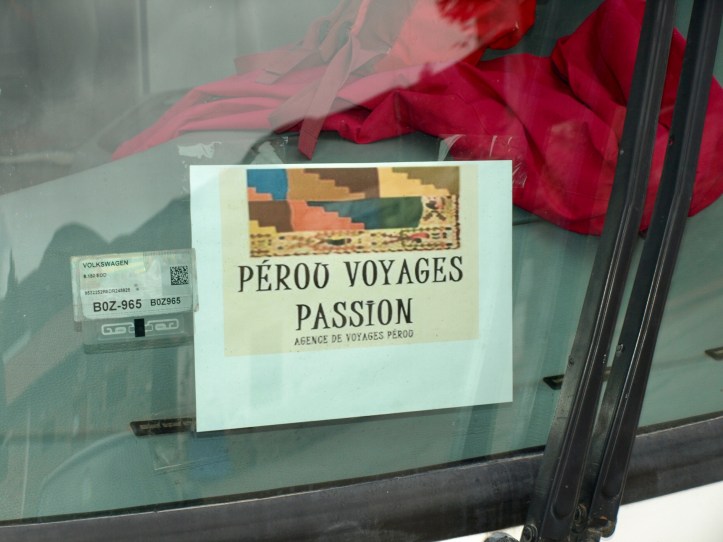 PÉROU VOYAGES
PASSION
AGENCE DE VOYAGES PÉROU
VOLKSWAGEN
B0Z-965 B0Z965